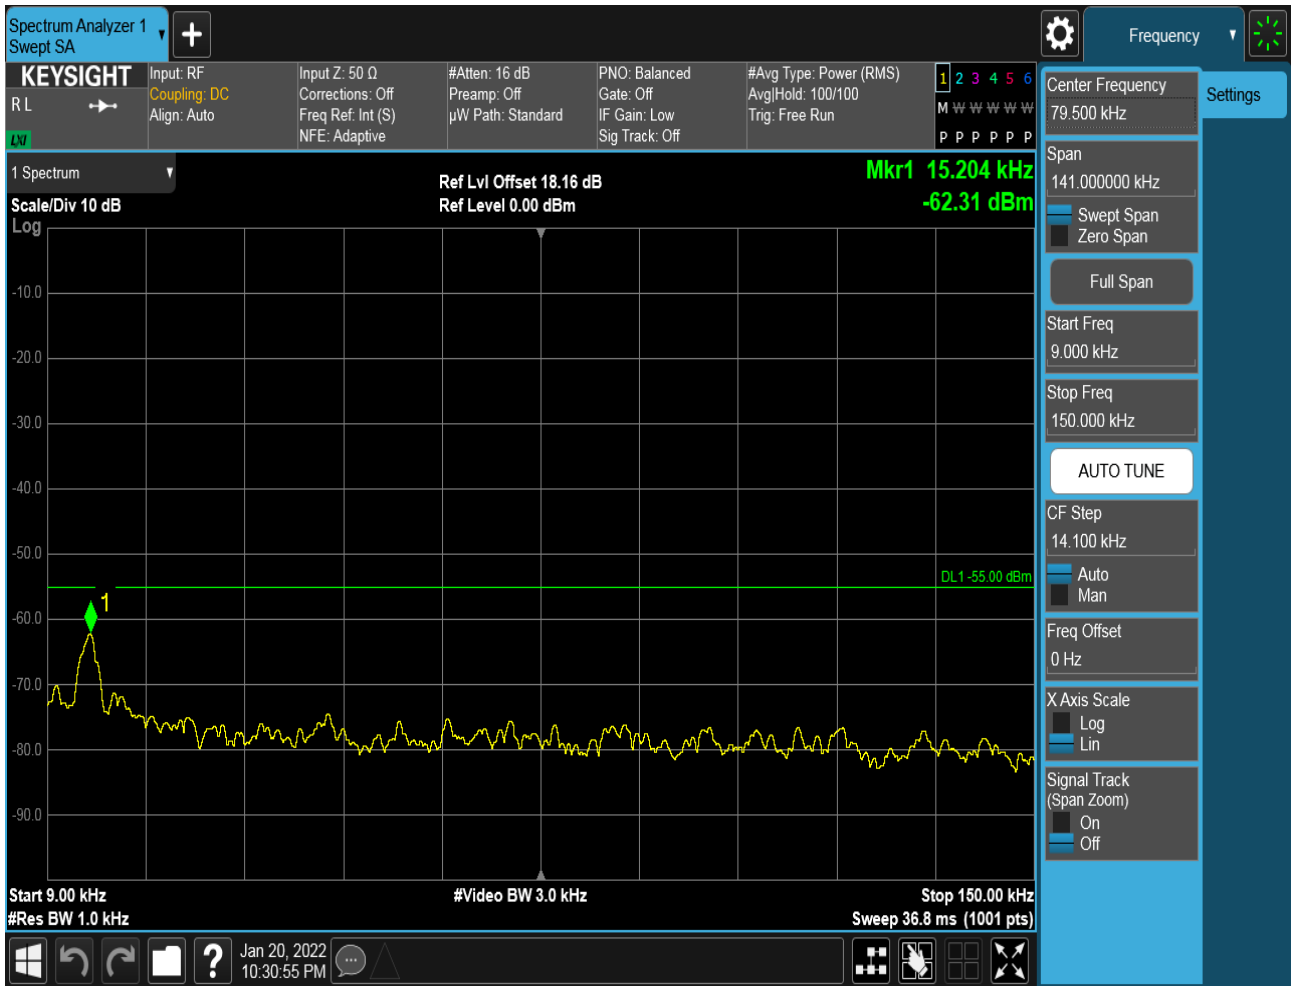 Spectrum Analyzer 1
Swept SA
Frequency
KEYSIGHT
R L
LXI
Input: RF
Coupling: DC
Align: Auto
Input Z: 50 Ω
Corrections: Off
Freq Ref: Int (S)
NFE: Adaptive
#Atten: 16 dB
Preamp: Off
µW Path: Standard
PNO: Balanced
Gate: Off
IF Gain: Low
Sig Track: Off
#Avg Type: Power (RMS)
Avg|Hold: 100/100
Trig: Free Run
1 2 3 4 5 6
M W W W W W
P P P P P P
1 Spectrum
Scale/Div 10 dB
Log
Ref Lvl Offset 18.16 dB
Ref Level 0.00 dBm
Mkr1 15.204 kHz
-62.31 dBm
-10.0
-20.0
-30.0
-40.0
-50.0
DL1 -55.00 dBm
1
-60.0
-70.0
-80.0
-90.0
Start 9.00 kHz
#Video BW 3.0 kHz
Stop 150.00 kHz
#Res BW 1.0 kHz
Sweep 36.8 ms (1001 pts)
?
Jan 20, 2022
10:30:55 PM
Center Frequency
79.500 kHz
Settings
Span
141.000000 kHz
Swept Span
Zero Span
Full Span
Start Freq
9.000 kHz
Stop Freq
150.000 kHz
AUTO TUNE
CF Step
14.100 kHz
Auto
Man
Freq Offset
0 Hz
X Axis Scale
Log
Lin
Signal Track
(Span Zoom)
On
Off